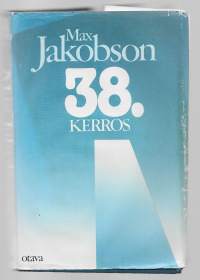 Max
Jakobson
38.
KERROS
otava